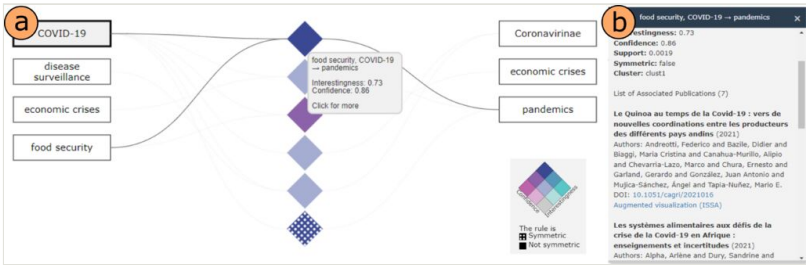 a
COVID-19
disease
surveillance
economic crises
food security
food security, COVID-19
→ pandemics
Interestingness: 0.73
Confidence: 0.86
Click for more
Coronavirinae
economic crises
pandemics
Confidence
Interestingness
The rule is
Symmetric
Not symmetric
b
food security, COVID-19 → pandemics
×
erestingness: 0.73
Confidence: 0.86
Support: 0.0019
Symmetric: false
Cluster: clust1
List of Associated Publications (7)
Le Quinoa au temps de la Covid-19 : vers de
nouvelles coordinations entre les producteurs
des différents pays andins (2021)
Authors: Andreotti, Federico and Bazile, Didier and
Biaggi, Maria Cristina and Canahua-Murillo, Alipio
and Chevarria-Lazo, Marco and Chura, Ernesto and
Garland, Gerardo and González, Juan Antonio and
Mujica-Sánchez, Ángel and Tapia-Nuñez, Mario E.
DOI: 10.1051/cagri/2021016
Augmented visualization (ISSA)
Les systèmes alimentaires aux défis de la
crise de la Covid-19 en Afrique :
enseignements et incertitudes (2021)
Authors: Alpha, Arlène and Dury, Sandrine and